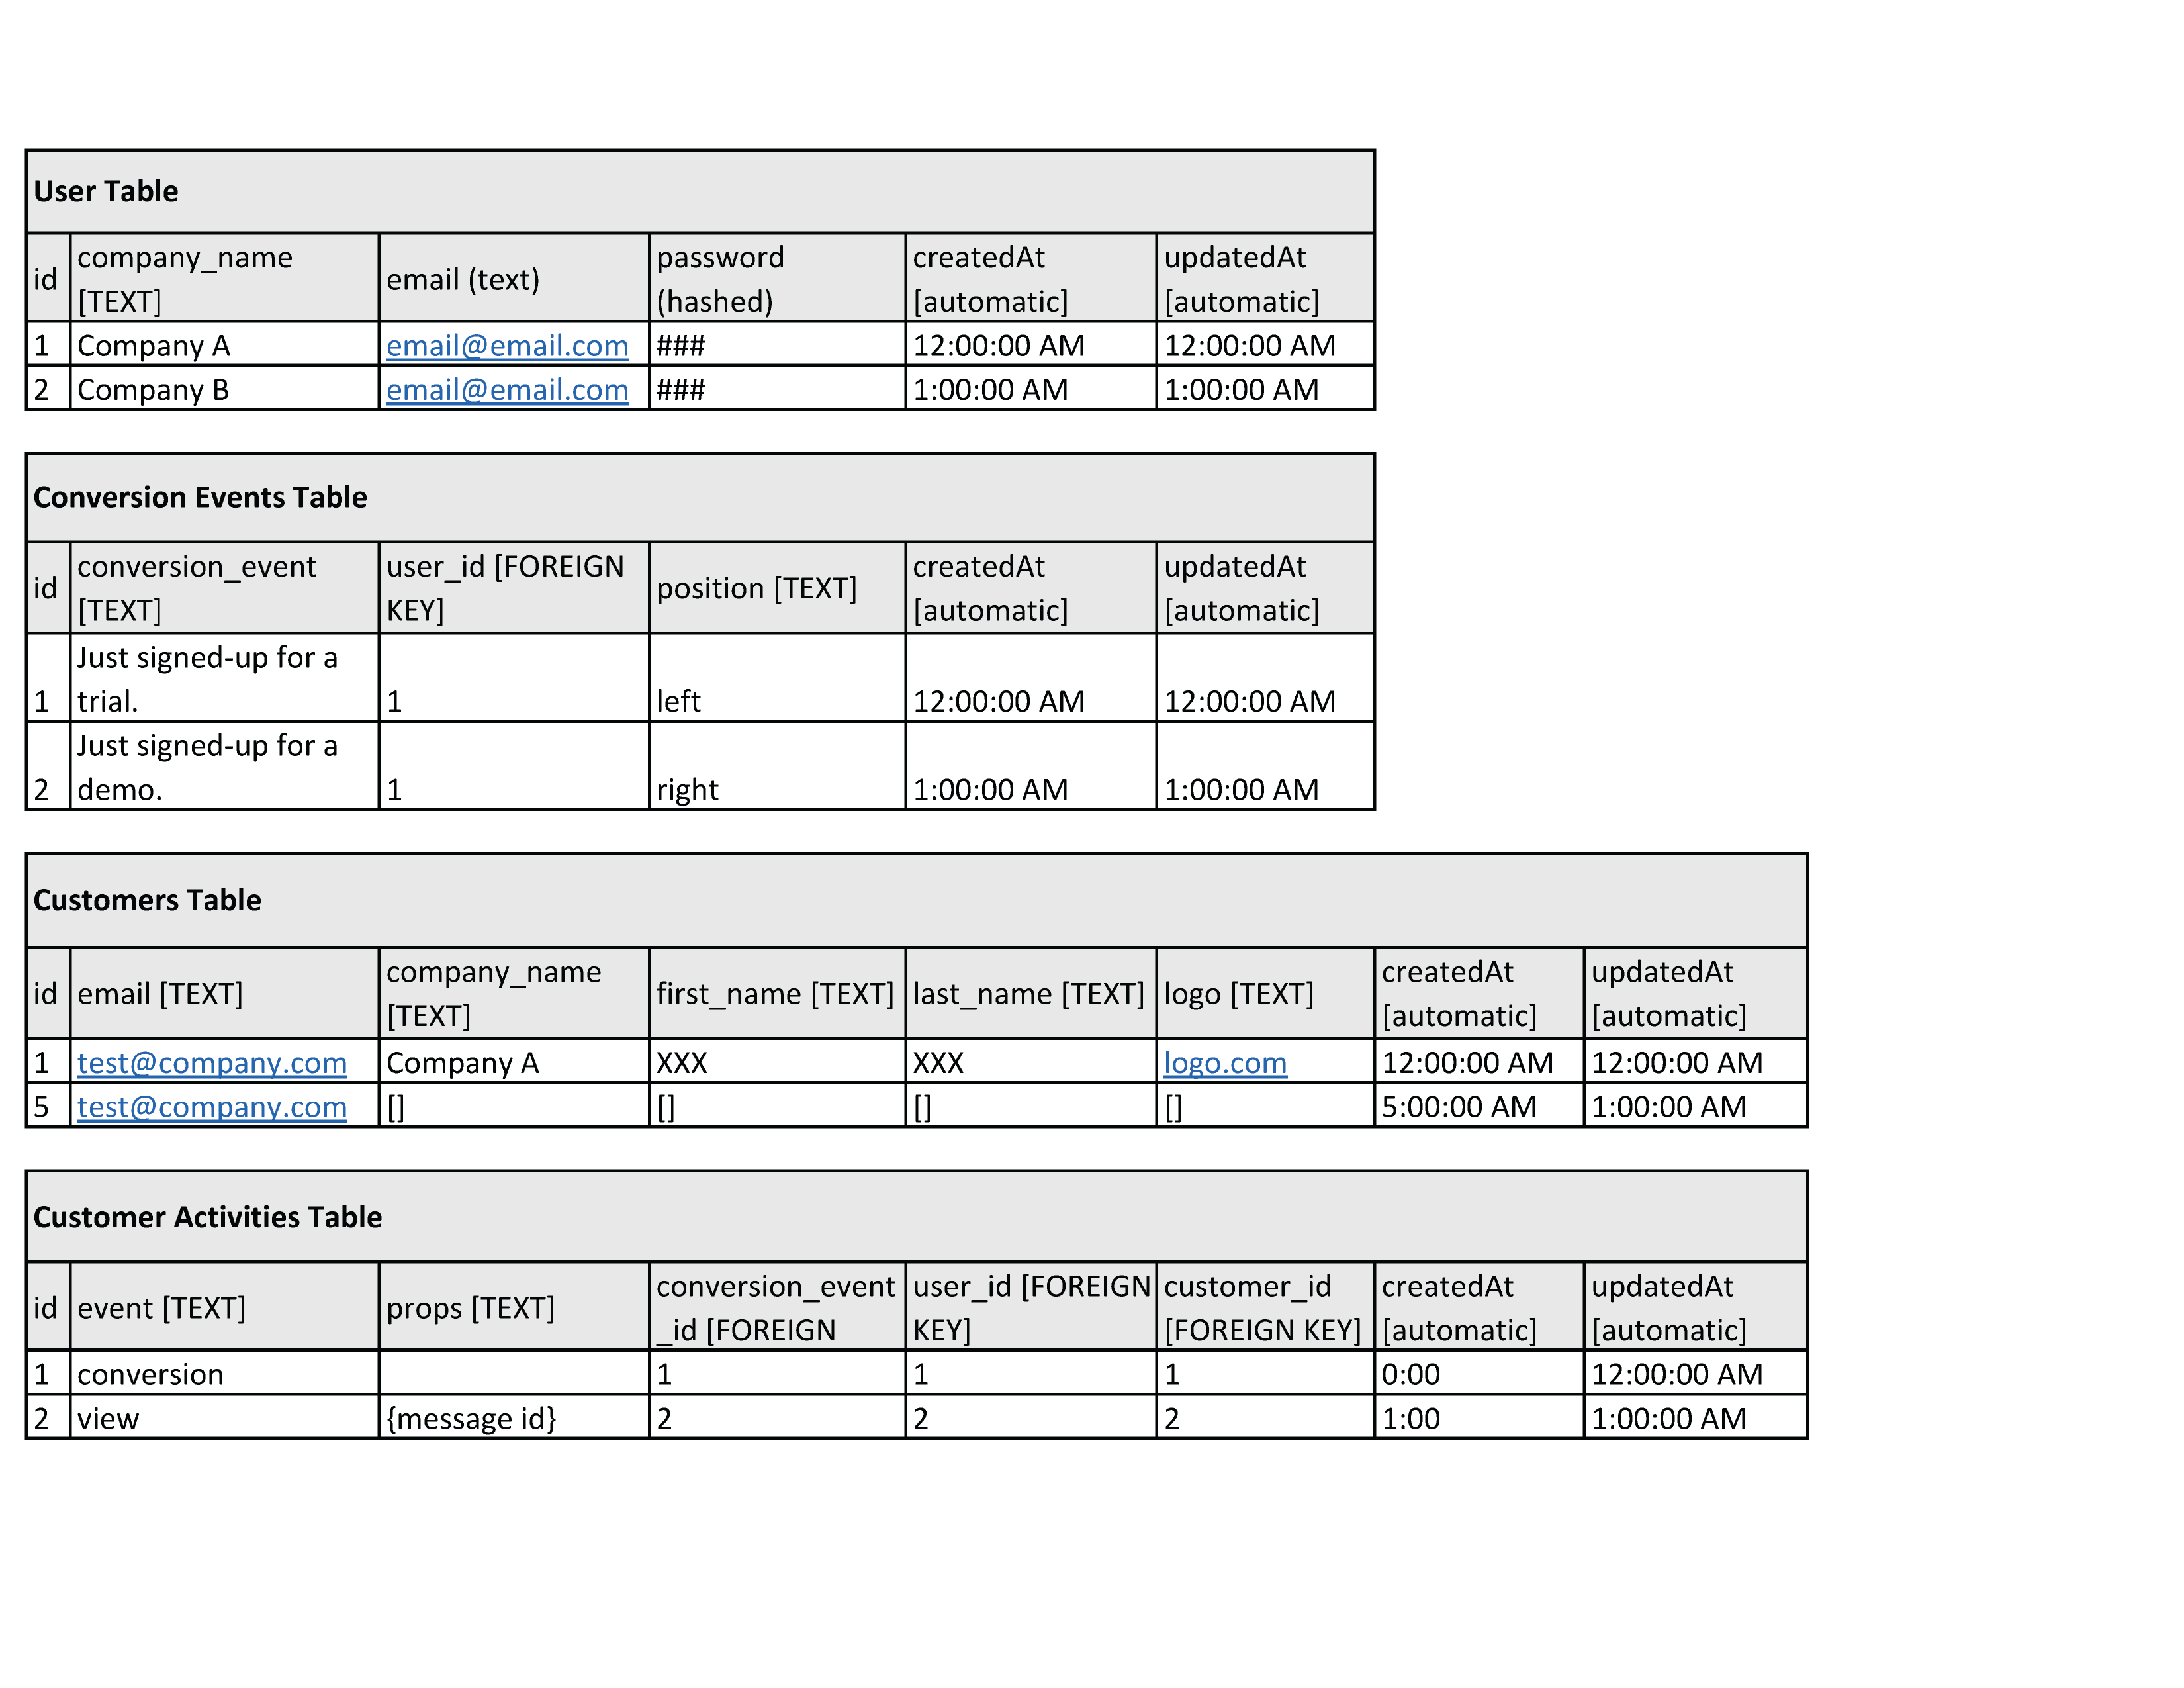 User Table
id company_name [TEXT] email (text) password (hashed) createdAt [automatic] updatedAt [automatic]
1 Company A email@email.com ### 12:00:00 AM 12:00:00 AM
2 Company B email@email.com ### 1:00:00 AM 1:00:00 AM
Conversion Events Table
id conversion_event [TEXT] user_id [FOREIGN KEY] position [TEXT] createdAt [automatic] updatedAt [automatic]
1 Just signed-up for a trial. 1 left 12:00:00 AM 12:00:00 AM
2 Just signed-up for a demo. 1 right 1:00:00 AM 1:00:00 AM
Customers Table
id email [TEXT] company_name [TEXT] first_name [TEXT] last_name [TEXT] logo [TEXT] createdAt [automatic] updatedAt [automatic]
1 test@company.com Company A XXX XXX logo.com 12:00:00 AM 12:00:00 AM
5 test@company.com [] [] [] [] 5:00:00 AM 1:00:00 AM
Customer Activities Table
id event [TEXT] props [TEXT] conversion_event_id [FOREIGN user_id [FOREIGN KEY] customer_id [FOREIGN KEY] createdAt [automatic] updatedAt [automatic]
1 conversion 1 1 1 0:00 12:00:00 AM
2 view {message id} 2 2 2 1:00 1:00:00 AM